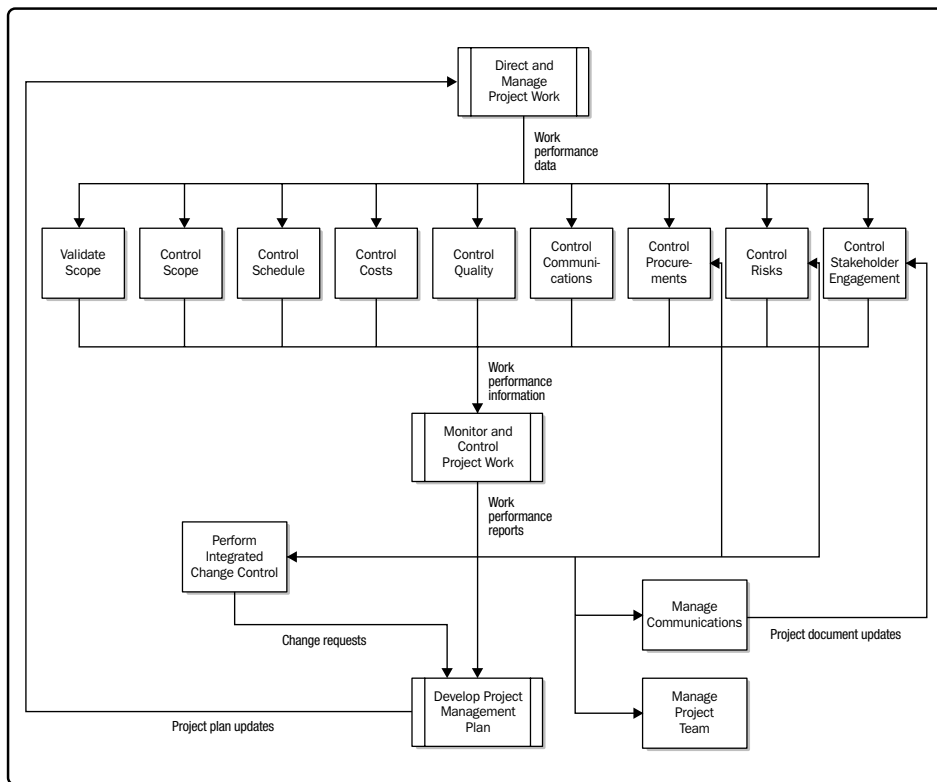 Direct and
Manage
Project Work
Work
performance
data
Validate
Scope
Control
Scope
Control
Schedule
Control
Costs
Control
Quality
Control
Communi-
cations
Control
Procure-
ments
Control
Risks
Control
Stakeholder
Engagement
Work
performance
information
Monitor and
Control
Project Work
Work
performance
reports
Perform
Integrated
Change Control
Manage
Communications
Change requests
Project document updates
Develop Project
Management
Plan
Manage
Project
Team
Project plan updates